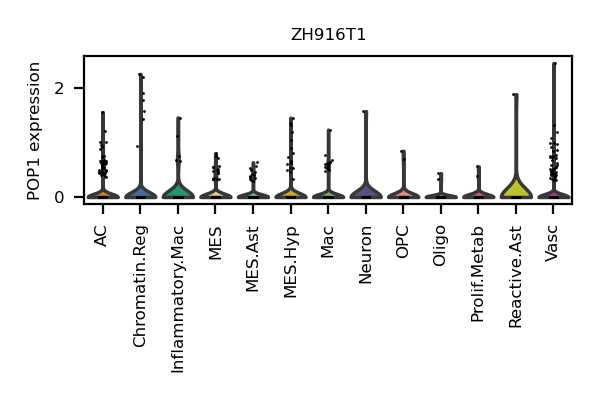 ZH916T1
POP1 expression
2
0
AC
Chromatin.Reg
Inflammatory.Mac
MES
MES.Ast
MES.Hyp
Mac
Neuron
OPC
Oligo
Prolif.Metab
Reactive.Ast
Vasc